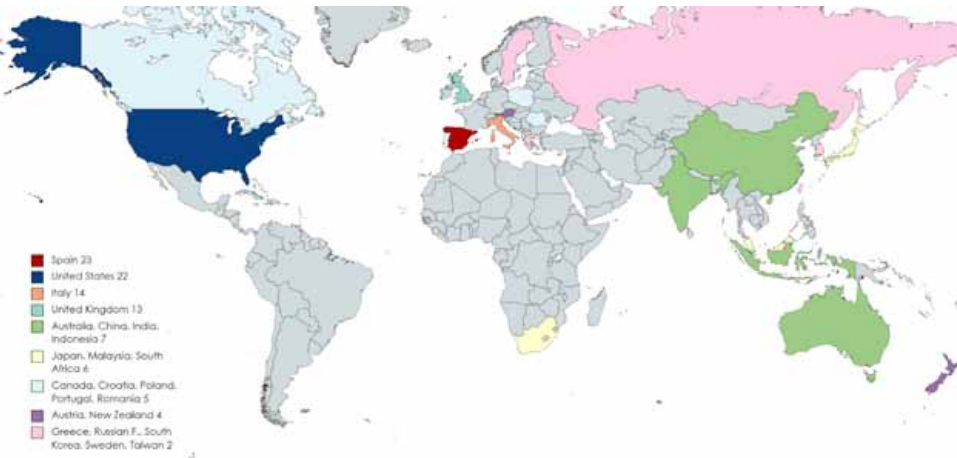 Spain 23
United States 22
Italy 14
United Kingdom 13
Australia, China, India,
Indonesia 7
Japan, Malaysia, South
Africa 6
Canada, Croatia, Poland,
Portugal, Romania 5
Austria, New Zealand 4
Greece, Russian F., South
Korea, Sweden, Taiwan 2